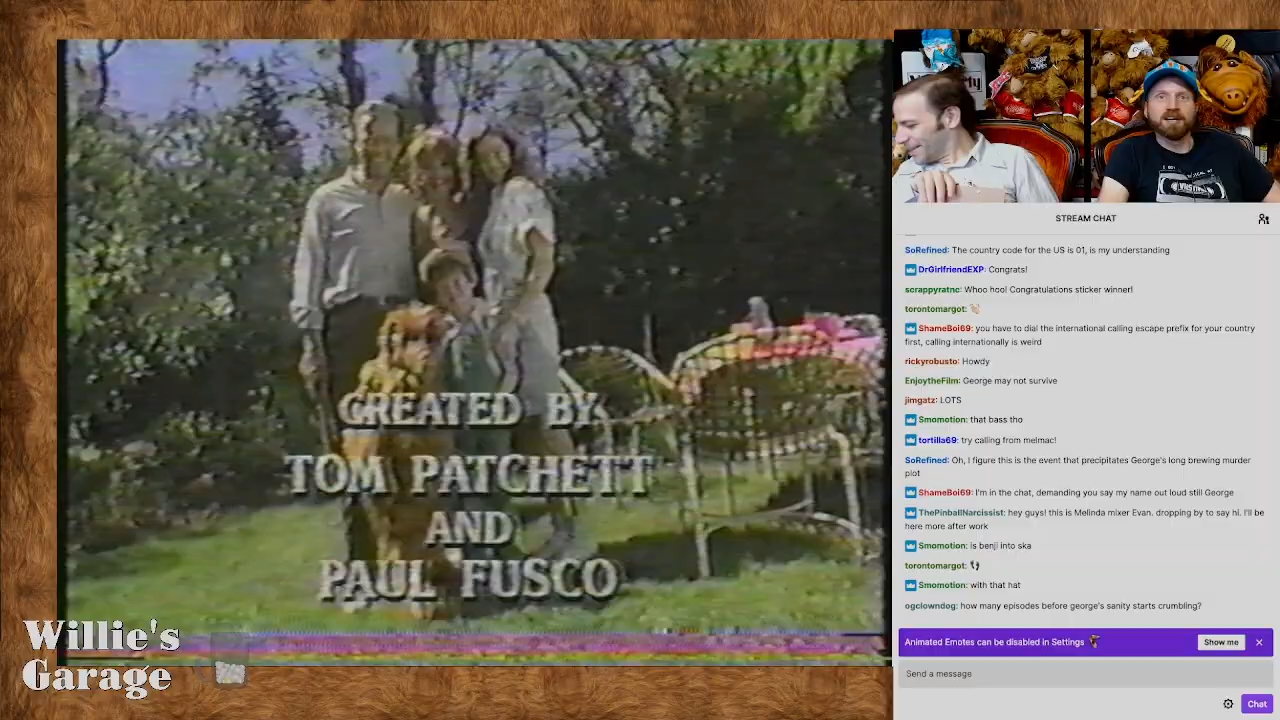 CREATED BY
TOM PATCHETT
AND
PAUL FUSCO
Willie's
Garage
STREAM CHAT
SoRefined: The country code for the US is 01, is my understanding
DrGirlfriendEXP: Congrats!
scrappyratnc: Whoo hoo! Congratulations sticker winner!
torontomargot:
ShameBoi69: you have to dial the international calling escape prefix for your country
first, calling internationally is weird
rickyrobusto: Howdy
EnjoytheFilm: George may not survive
jimgatz: LOTS
Smomotion: that bass tho
tortilla69: try calling from melmac!
SoRefined: Oh, I figure this is the event that precipitates George's long brewing murder
plot
ShameBoi69: I'm in the chat, demanding you say my name out loud still George
ThePinballNarcissist: hey guys! this is Melinda mixer Evan. dropping by to say hi. I'll be
here more after work
Smomotion: is benji into ska
torontomargot:
Smomotion: with that hat
ogclowndog: how many episodes before george's sanity starts crumbling?
Animated Emotes can be disabled in Settings
Show me
Send a message
Chat